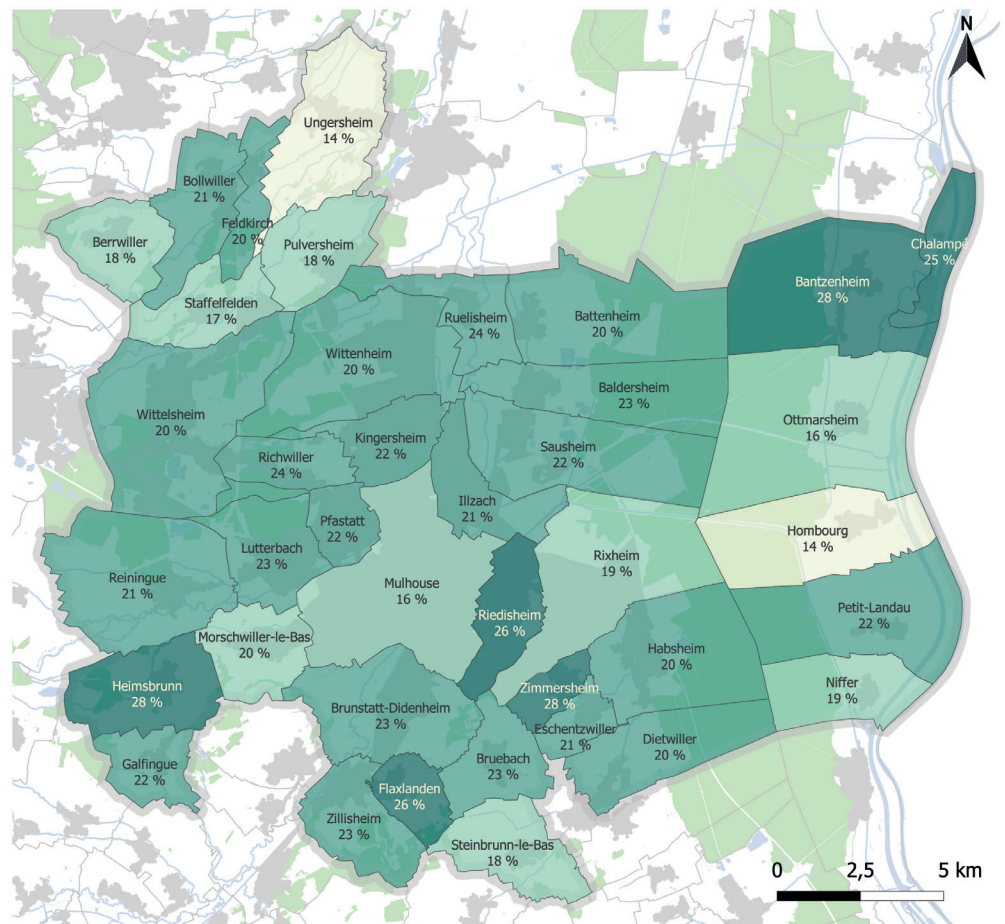 N
Ungersheim
14 %
Bollwiller
21 %
Feldkirch
20 %
Berrwiller
18 %
Pulversheim
18 %
Chalampé
25 %
Bantzenheim
28 %
Staffelfelden
17 %
Ruelisheim
24 %
Battenheim
20 %
Wittenheim
20 %
Baldersheim
23 %
Wittelsheim
20 %
Ottmarsheim
16 %
Kingersheim
22 %
Sausheim
22 %
Richwiller
24 %
Illzach
21 %
Pfastatt
22 %
Hombourg
14 %
Lutterbach
23 %
Rixheim
19 %
Reiningue
21 %
Mulhouse
16 %
Riedisheim
26 %
Petit-Landau
22 %
Morschwiller-le-Bas
20 %
Habsheim
20 %
Heimsbrunn
28 %
Zimmersheim
28 %
Niffer
19 %
Brunstatt-Didenheim
23 %
Eschentzwiller
21 %
Dietwiller
20 %
Galfingue
22 %
Bruebach
23 %
Flaxlanden
26 %
Zillisheim
23 %
Steinbrunn-le-Bas
18 %
0 2,5 5 km